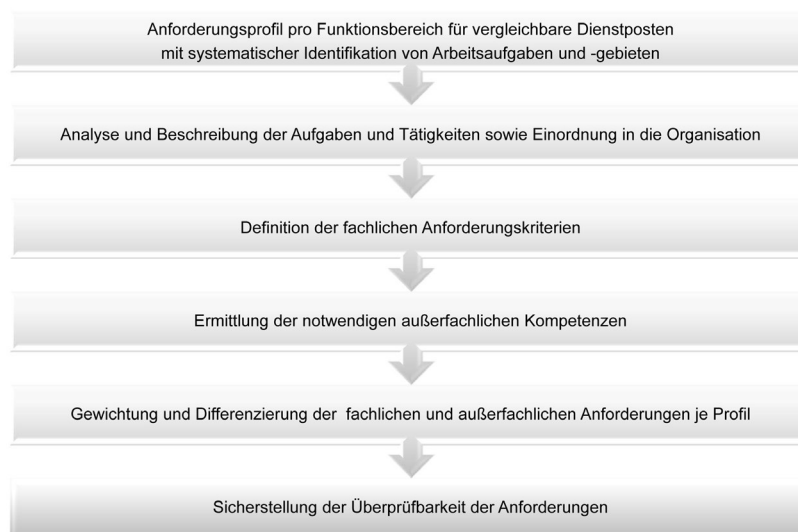 Anforderungsprofil pro Funktionsbereich für vergleichbare Dienstposten
mit systematischer Identifikation von Arbeitsaufgaben und -gebieten
Analyse und Beschreibung der Aufgaben und Tätigkeiten sowie Einordnung in die Organisation
Definition der fachlichen Anforderungskriterien
Ermittlung der notwendigen außerfachlichen Kompetenzen
Gewichtung und Differenzierung der fachlichen und außerfachlichen Anforderungen je Profil
Sicherstellung der Überprüfbarkeit der Anforderungen